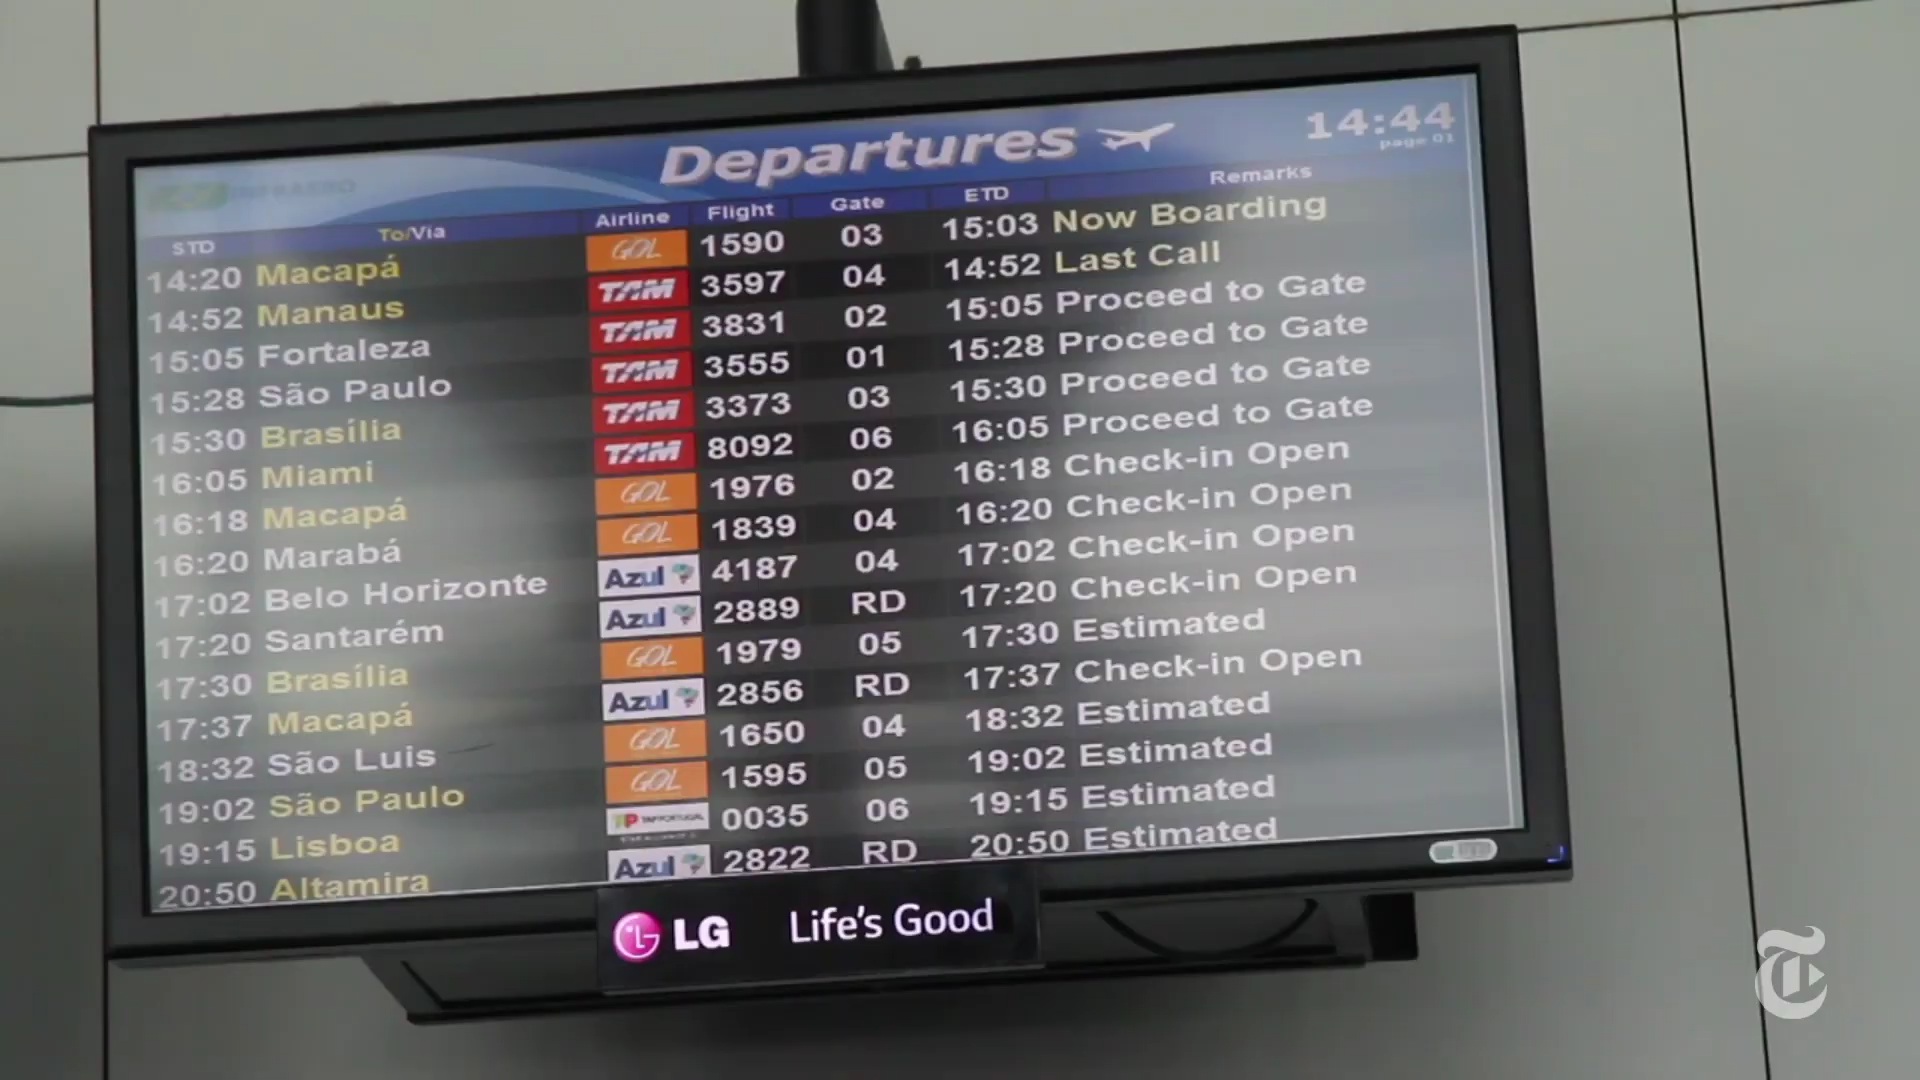 INFRAERO Departures 14:44
page 01
STD To/Via Airline Flight Gate ETD Remarks
14:20 Macapá GOL 1590 03 15:03 Now Boarding
14:52 Manaus TAM 3597 04 14:52 Last Call
15:05 Fortaleza TAM 3831 02 15:05 Proceed to Gate
15:28 São Paulo TAM 3555 01 15:28 Proceed to Gate
15:30 Brasília TAM 3373 03 15:30 Proceed to Gate
16:05 Miami TAM 8092 06 16:05 Proceed to Gate
16:18 Macapá GOL 1976 02 16:18 Check-in Open
16:20 Marabá GOL 1839 04 16:20 Check-in Open
17:02 Belo Horizonte Azul 4187 04 17:02 Check-in Open
17:20 Santarém Azul 2889 RD 17:20 Check-in Open
17:30 Brasília GOL 1979 05 17:30 Estimated
17:37 Macapá Azul 2856 RD 17:37 Check-in Open
18:32 São Luis GOL 1650 04 18:32 Estimated
19:02 São Paulo GOL 1595 05 19:02 Estimated
19:15 Lisboa TAP PORTUGAL 0035 06 19:15 Estimated
20:50 Altamira Azul 2822 RD 20:50 Estimated
LG Life's Good
T